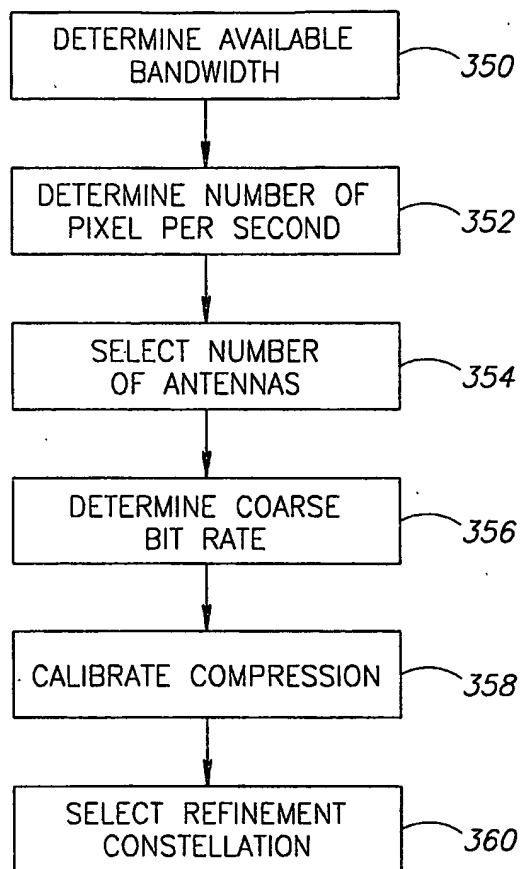 DETERMINE AVAILABLE
BANDWIDTH
350
DETERMINE NUMBER OF
PIXEL PER SECOND
352
SELECT NUMBER
OF ANTENNAS
354
DETERMINE COARSE
BIT RATE
356
CALIBRATE COMPRESSION
358
SELECT REFINEMENT
CONSTELLATION
360